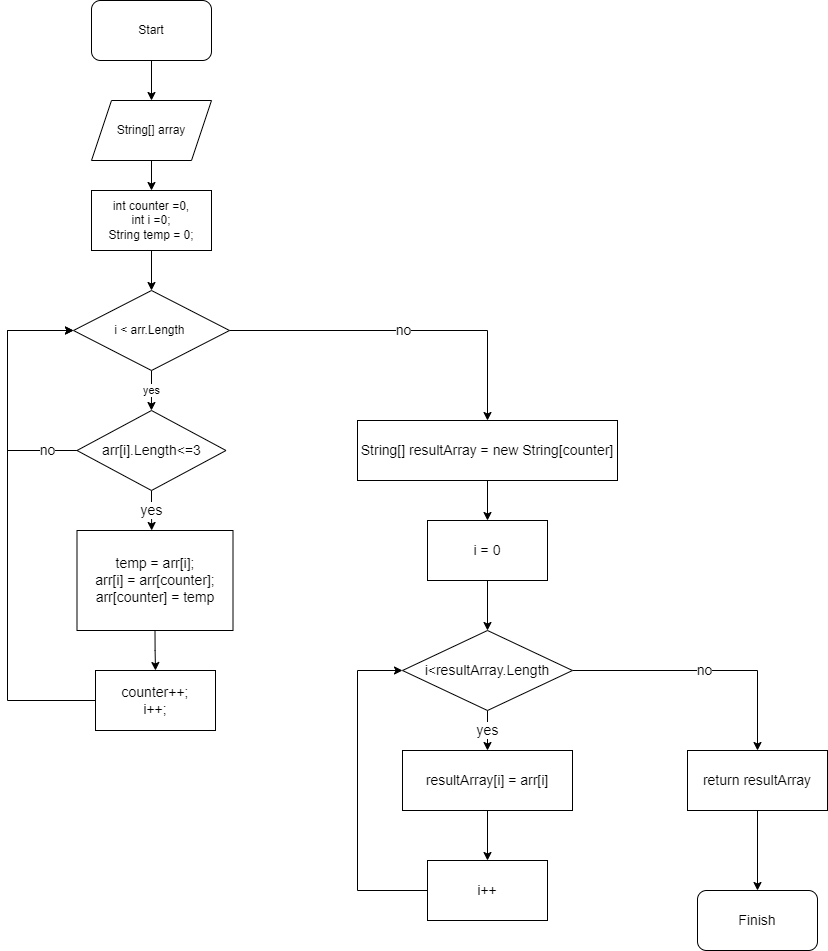 Start
String[] array
int counter =0,
int i =0;
String temp = 0;
i < arr.Length
no
yes
arr[i].Length<=3
no
yes
temp = arr[i];
arr[i] = arr[counter];
arr[counter] = temp
counter++;
i++;
String[] resultArray = new String[counter]
i = 0
i<resultArray.Length
no
yes
resultArray[i] = arr[i]
return resultArray
i++
Finish